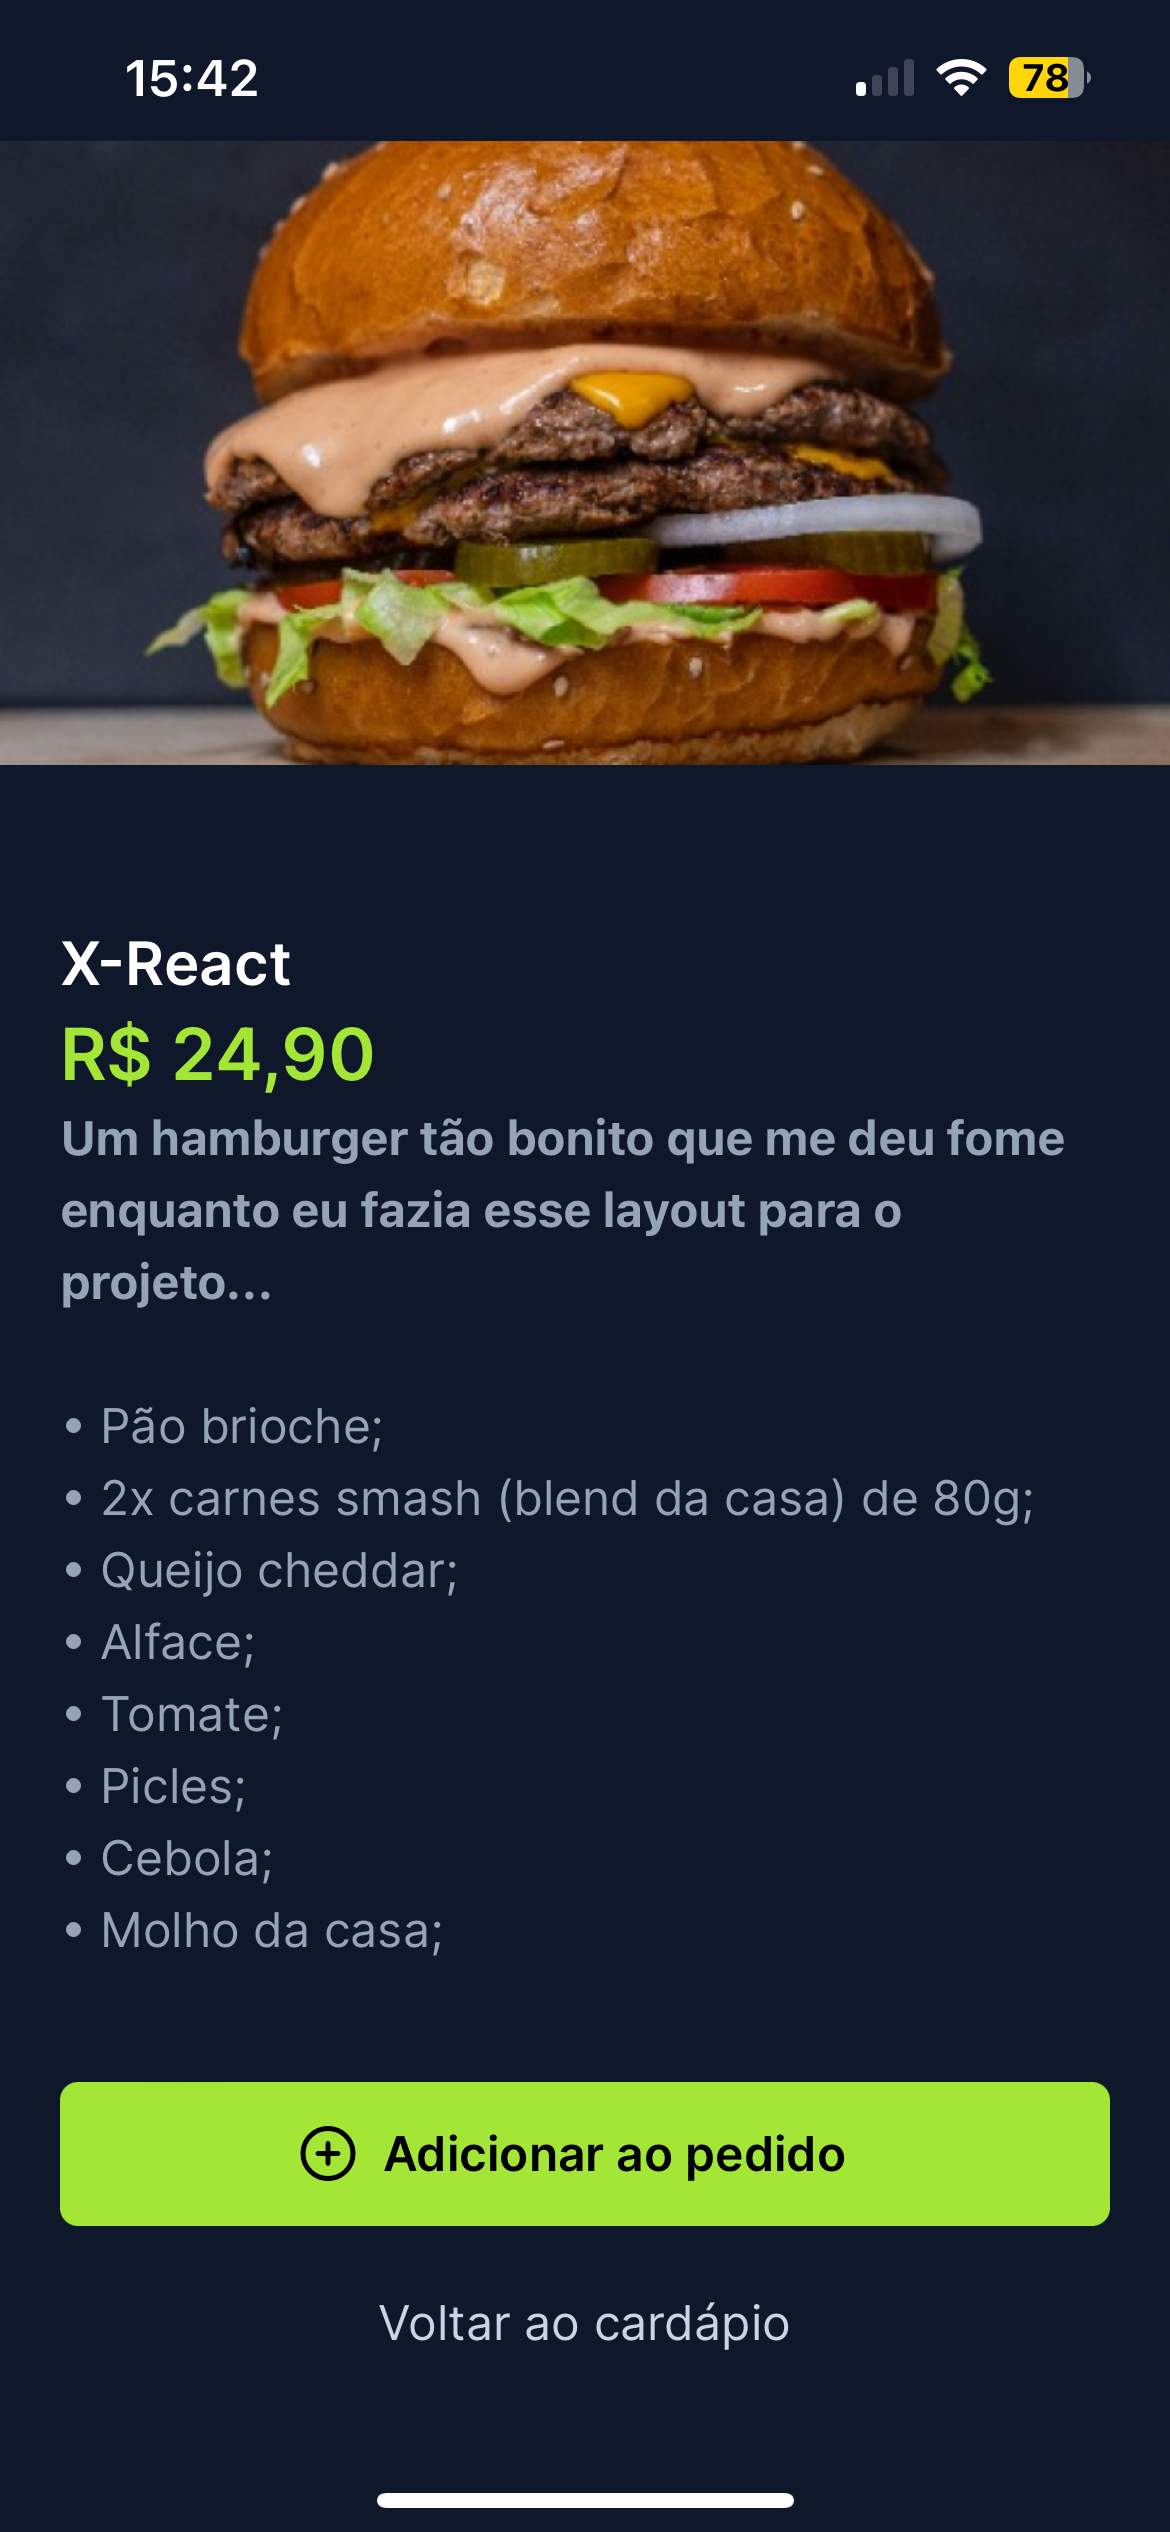 15:42
78
X-React
R$ 24,90
Um hamburger tão bonito que me deu fome
enquanto eu fazia esse layout para o
projeto...
• Pão brioche;
• 2x carnes smash (blend da casa) de 80g;
• Queijo cheddar;
• Alface;
• Tomate;
• Picles;
• Cebola;
• Molho da casa;
Adicionar ao pedido
Voltar ao cardápio